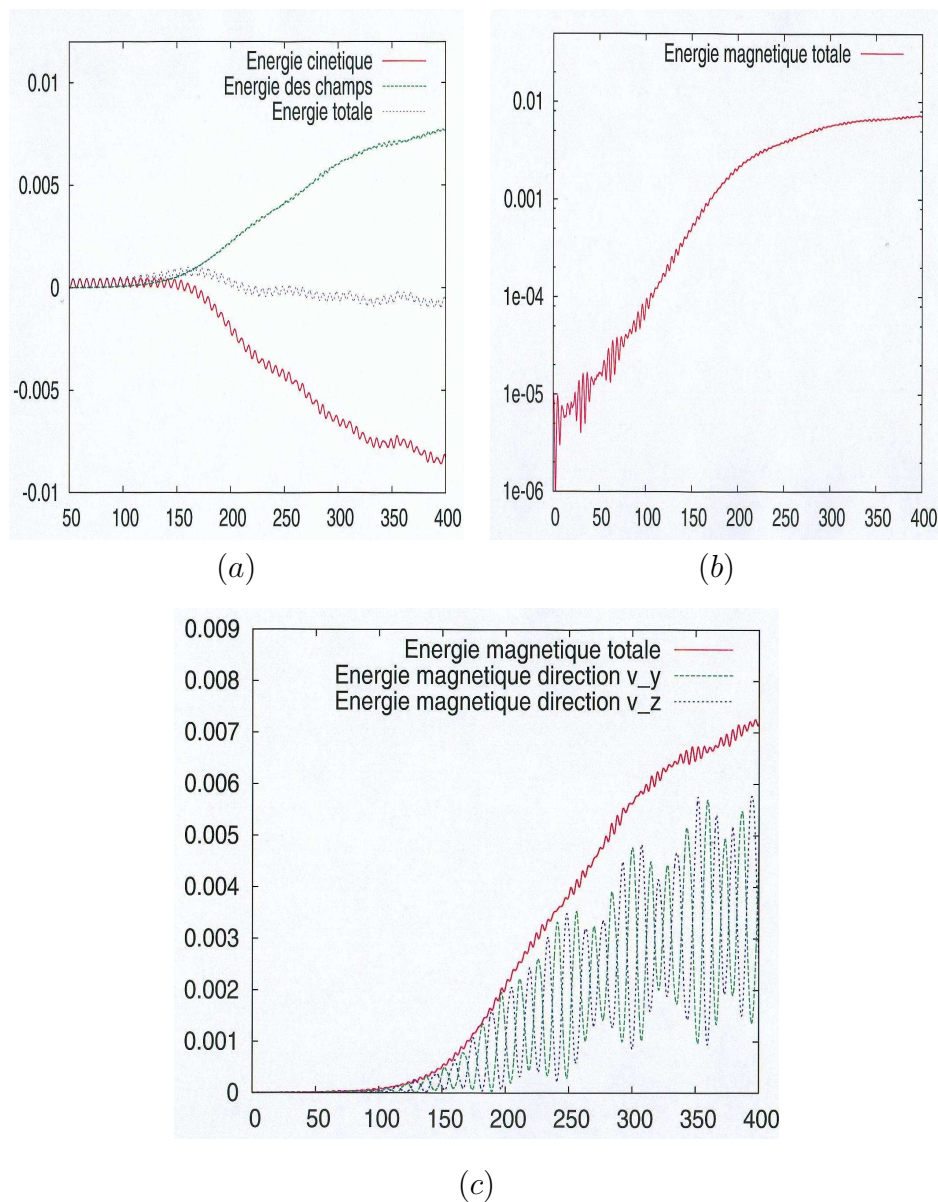 Energie cinetique
Energie des champs
Energie totale
0.01
0.005
0
-0.005
-0.01
50 100 150 200 250 300 350 400
(a)
Energie magnetique totale
0.01
0.001
1e-04
1e-05
1e-06
0 50 100 150 200 250 300 350 400
(b)
Energie magnetique totale
Energie magnetique direction v_y
Energie magnetique direction v_z
0.009
0.008
0.007
0.006
0.005
0.004
0.003
0.002
0.001
0
0 50 100 150 200 250 300 350 400
(c)